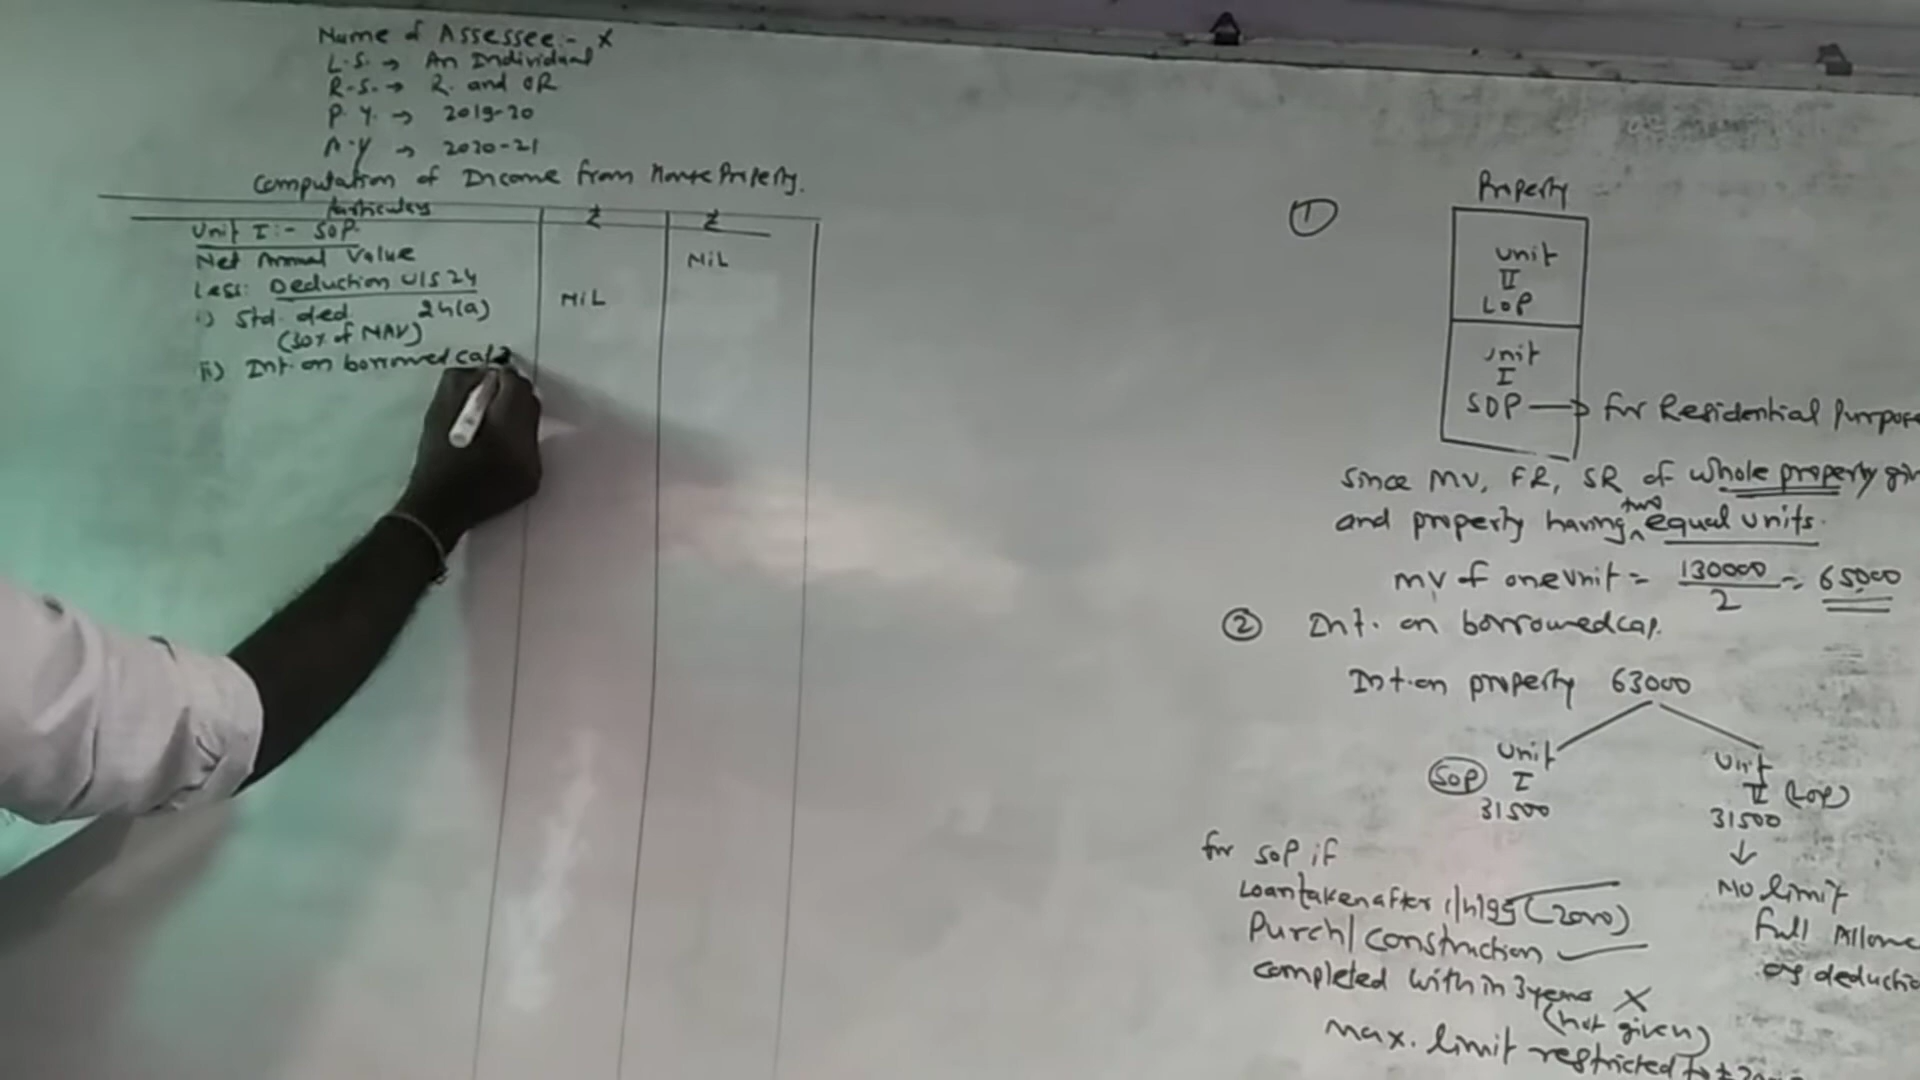 Name of Assessee:- X
L.S. → An Individual
R.S. → R. and OR
P.Y. → 2019-20
A.Y → 2020-21
Computation of Income from House Property.
Particulars ₹ ₹
Unit I :- SOP
Net Annual Value NiL
Less: Deduction U/S 24
i) Std. ded. 24(a) NiL
(30% of NAV)
ii) Int. on borrowed cap
①
Property
Unit
II
LOP
Unit
I
SOP → for Residential Purpose
Since MV, FR, SR of whole property
and property having two equal units.
MV of one unit = 130000/2 = 65000
② Int. on borrowed cap.
Int. on property 63000
Unit
I
SOP
31500
Unit
II (LOP)
31500
↓
No limit
full
as
for SOP if
Loan taken after 1/4/99 (2000)
Purch/Construction ✓
completed within 3 years X
(not given)
Max. limit restricted to